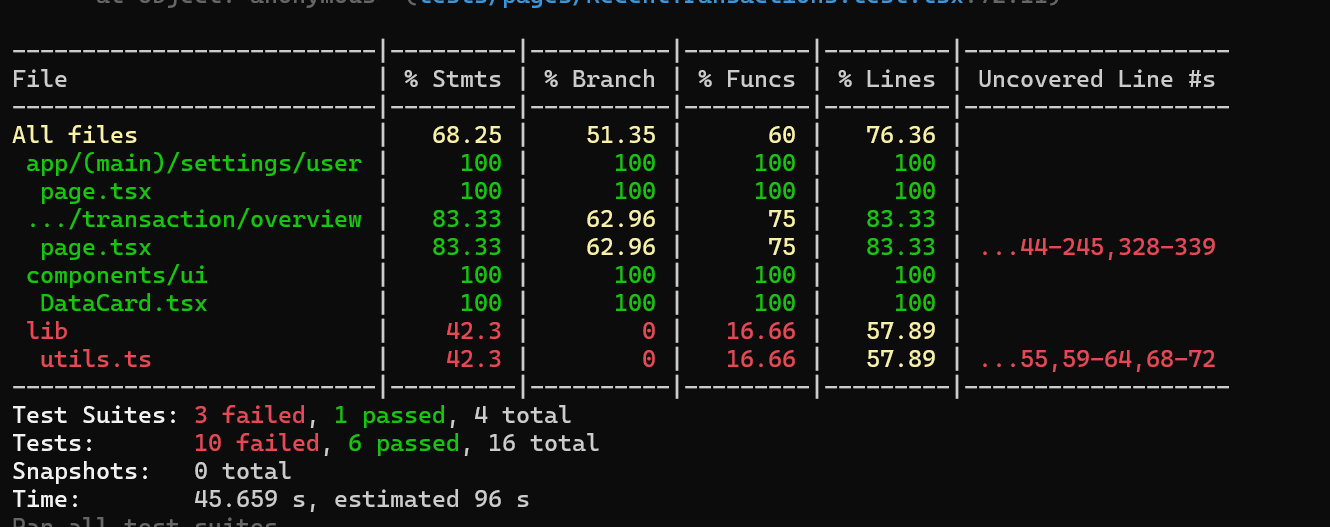 --------------------------|---------|----------|---------|---------|-------------------
File                      | % Stmts | % Branch | % Funcs | % Lines | Uncovered Line #s
--------------------------|---------|----------|---------|---------|-------------------
All files                 |   68.25 |    51.35 |      60 |   76.36 |
 app/(main)/settings/user |     100 |      100 |     100 |     100 |
  page.tsx                |     100 |      100 |     100 |     100 |
 .../transaction/overview |   83.33 |    62.96 |      75 |   83.33 |
  page.tsx                |   83.33 |    62.96 |      75 |   83.33 | ...44-245,328-339
 components/ui            |     100 |      100 |     100 |     100 |
  DataCard.tsx            |     100 |      100 |     100 |     100 |
 lib                      |    42.3 |        0 |   16.66 |   57.89 |
  utils.ts                |    42.3 |        0 |   16.66 |   57.89 | ...55,59-64,68-72
--------------------------|---------|----------|---------|---------|-------------------
Test Suites: 3 failed, 1 passed, 4 total
Tests:       10 failed, 6 passed, 16 total
Snapshots:   0 total
Time:        45.659 s, estimated 96 s
Ran all test suites